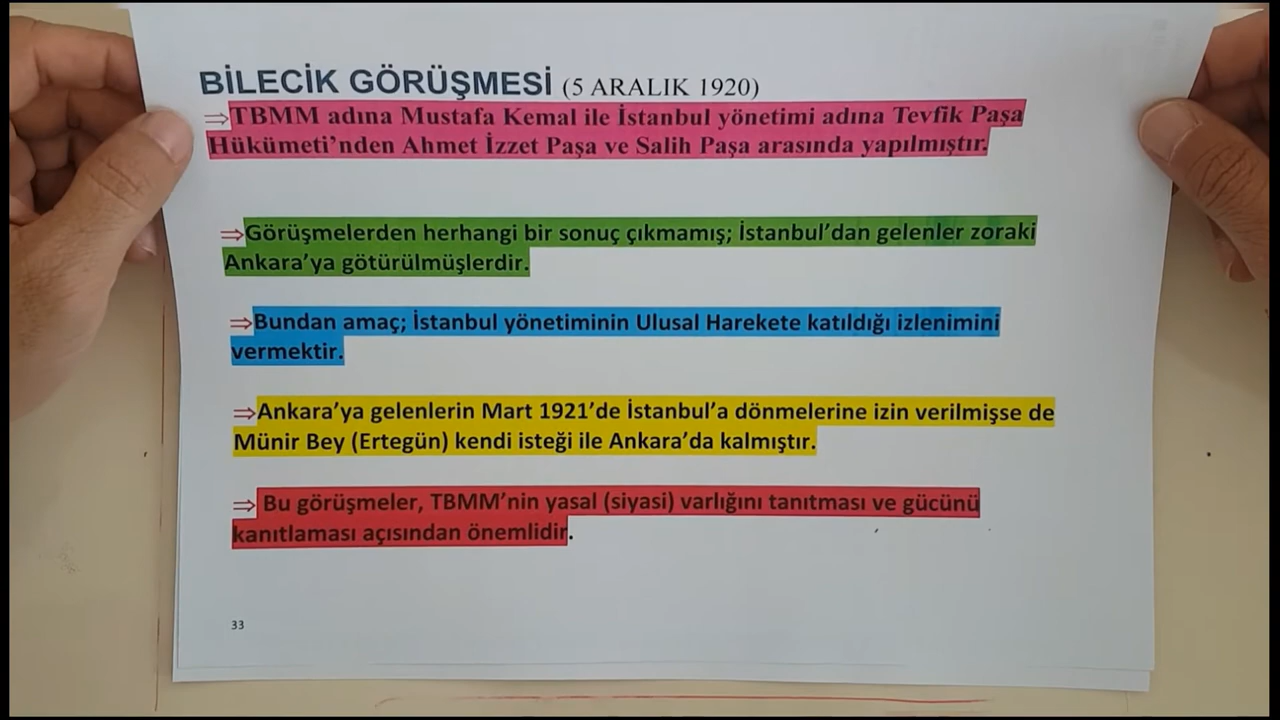 BİLECİK GÖRÜŞMESİ (5 ARALIK 1920)
⇒TBMM adına Mustafa Kemal ile İstanbul yönetimi adına Tevfik Paşa
Hükümeti’nden Ahmet İzzet Paşa ve Salih Paşa arasında yapılmıştır.
⇒Görüşmelerden herhangi bir sonuç çıkmamış; İstanbul’dan gelenler zoraki
Ankara’ya götürülmüşlerdir.
⇒Bundan amaç; İstanbul yönetiminin Ulusal Harekete katıldığı izlenimini
vermektir.
⇒Ankara’ya gelenlerin Mart 1921’de İstanbul’a dönmelerine izin verilmişse de
Münir Bey (Ertegün) kendi isteği ile Ankara’da kalmıştır.
⇒ Bu görüşmeler, TBMM’nin yasal (siyasi) varlığını tanıtması ve gücünü
kanıtlaması açısından önemlidir.
33